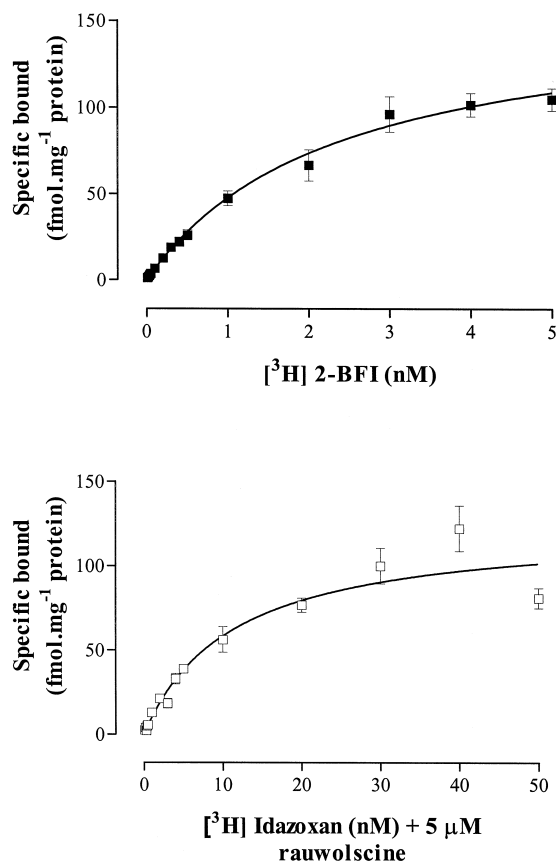 150
100
50
0
Specific bound
(fmol.mg⁻¹ protein)
0 1 2 3 4 5
[³H] 2-BFI (nM)
150
100
50
0
Specific bound
(fmol.mg⁻¹ protein)
0 10 20 30 40 50
[³H] Idazoxan (nM) + 5 μM
rauwolscine